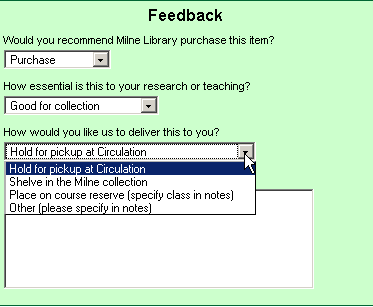 Feedback
Would you recommend Milne Library purchase this item?
Purchase
How essential is this to your research or teaching?
Good for collection
How would you like us to deliver this to you?
Hold for pickup at Circulation
Hold for pickup at Circulation
Shelve in the Milne collection
Place on course reserve (specify class in notes)
Other (please specify in notes)